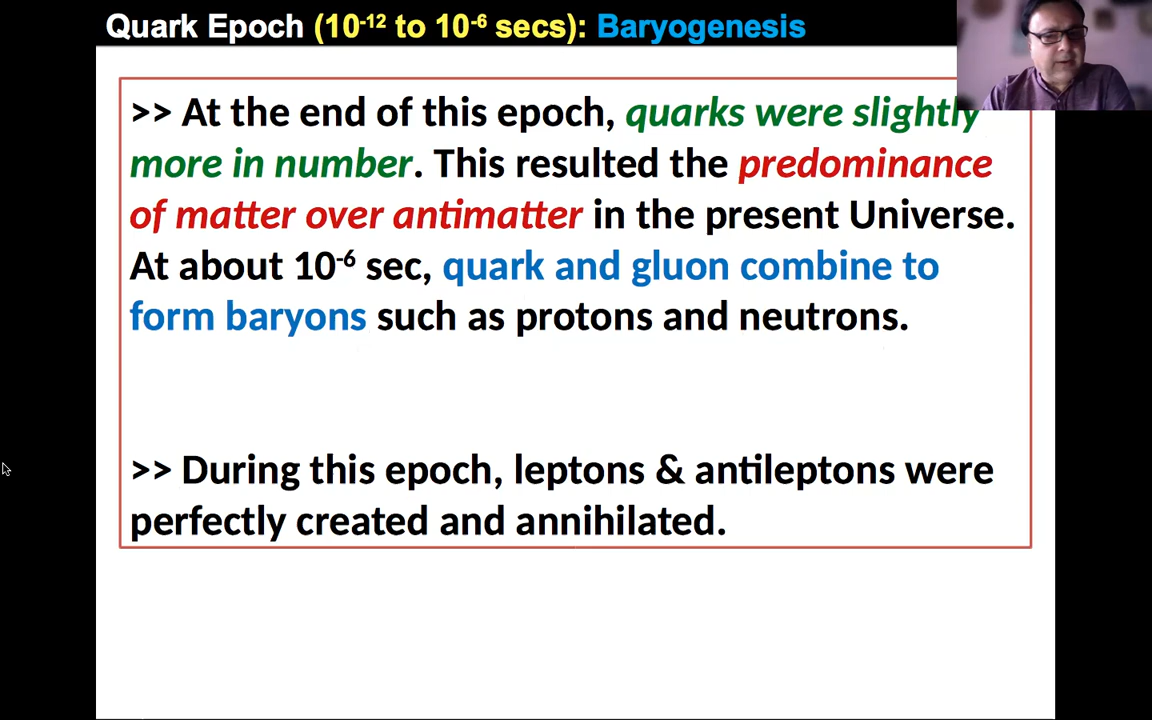 Quark Epoch (10⁻¹² to 10⁻⁶ secs): Baryogenesis
>> At the end of this epoch, quarks were slightly
more in number. This resulted the predominance
of matter over antimatter in the present Universe.
At about 10⁻⁶ sec, quark and gluon combine to
form baryons such as protons and neutrons.
>> During this epoch, leptons & antileptons were
perfectly created and annihilated.